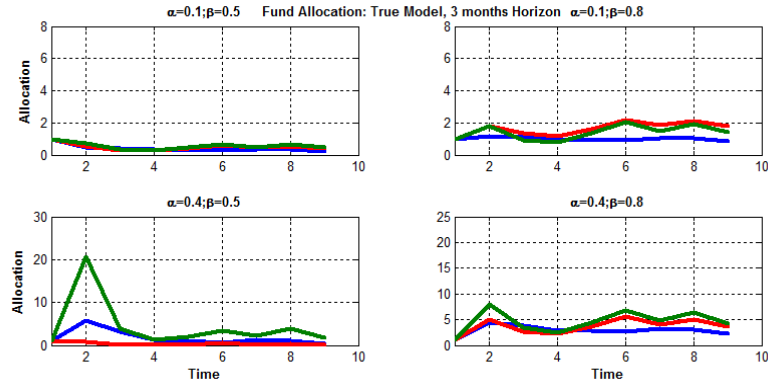 α=0.1;β=0.5 Fund Allocation: True Model, 3 months Horizon α=0.1;β=0.8
8
6
4
2
0
Allocation
2 4 6 8 10
8
6
4
2
0
2 4 6 8 10
α=0.4;β=0.5
30
20
10
0
Allocation
2 4 6 8 10
Time
α=0.4;β=0.8
25
20
15
10
5
0
2 4 6 8 10
Time